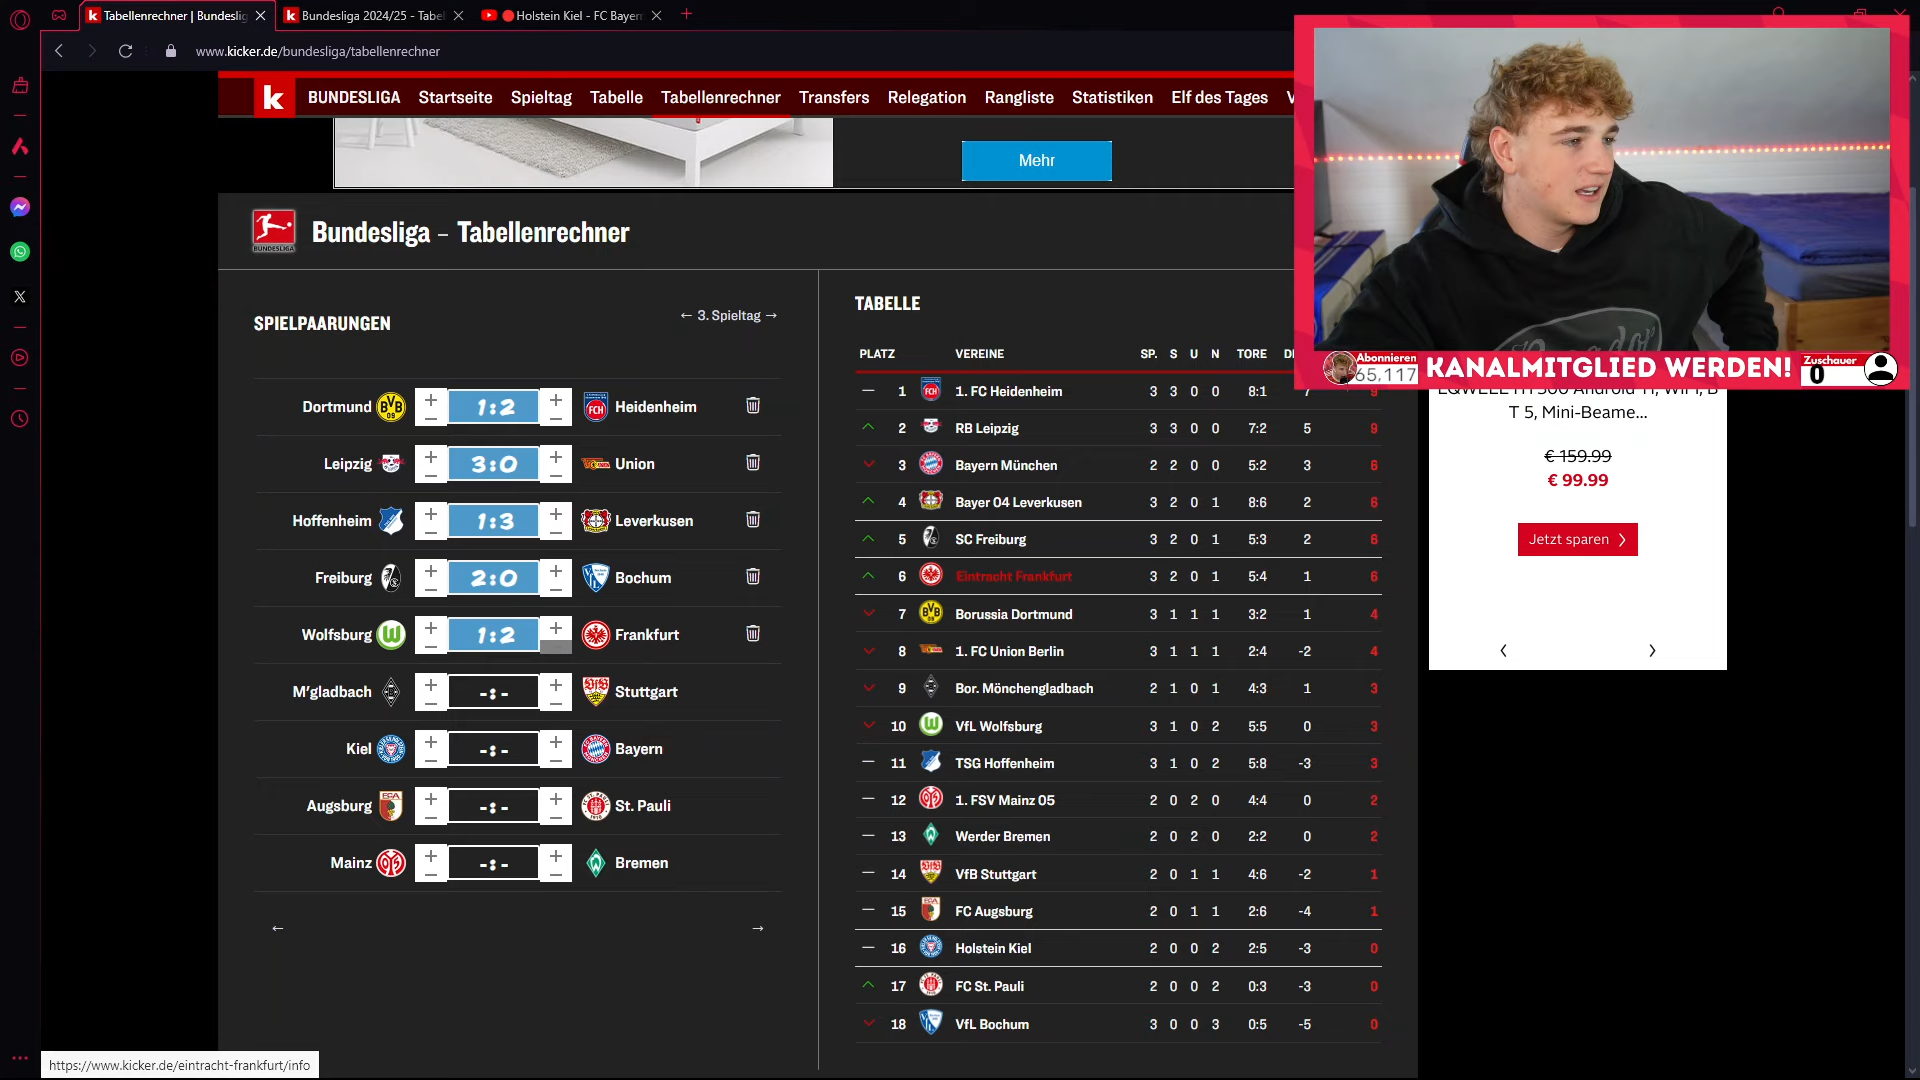 Tabellenrechner | Bundeslig
Bundesliga 2024/25 - Tabel
Holstein Kiel - FC Bayern
www.kicker.de/bundesliga/tabellenrechner
k BUNDESLIGA Startseite Spieltag Tabelle Tabellenrechner Transfers Relegation Rangliste Statistiken Elf des Tages V
Mehr
BUNDESLIGA
Bundesliga – Tabellenrechner
SPIELPAARUNGEN
← 3. Spieltag →
Dortmund 1:2 Heidenheim
Leipzig 3:0 Union
Hoffenheim 1:3 Leverkusen
Freiburg 2:0 Bochum
Wolfsburg 1:2 Frankfurt
M'gladbach -:- Stuttgart
Kiel -:- Bayern
Augsburg -:- St. Pauli
Mainz -:- Bremen
TABELLE
PLATZ VEREINE SP. S U N TORE
1 1. FC Heidenheim 3 3 0 0 8:1 7 9
2 RB Leipzig 3 3 0 0 7:2 5 9
3 Bayern München 2 2 0 0 5:2 3 6
4 Bayer 04 Leverkusen 3 2 0 1 8:6 2 6
5 SC Freiburg 3 2 0 1 5:3 2 6
6 Eintracht Frankfurt 3 2 0 1 5:4 1 6
7 Borussia Dortmund 3 1 1 1 3:2 1 4
8 1. FC Union Berlin 3 1 1 1 2:4 -2 4
9 Bor. Mönchengladbach 2 1 0 1 4:3 1 3
10 VfL Wolfsburg 3 1 0 2 5:5 0 3
11 TSG Hoffenheim 3 1 0 2 5:8 -3 3
12 1. FSV Mainz 05 2 0 2 0 4:4 0 2
13 Werder Bremen 2 0 2 0 2:2 0 2
14 VfB Stuttgart 2 0 1 1 4:6 -2 1
15 FC Augsburg 2 0 1 1 2:6 -4 1
16 Holstein Kiel 2 0 0 2 2:5 -3 0
17 FC St. Pauli 2 0 0 2 0:3 -3 0
18 VfL Bochum 3 0 0 3 0:5 -5 0
Abonnieren
65,117
KANALMITGLIED WERDEN!
Zuschauer
0
T 5, Mini-Beame...
€ 159.99
€ 99.99
Jetzt sparen
https://www.kicker.de/eintracht-frankfurt/info